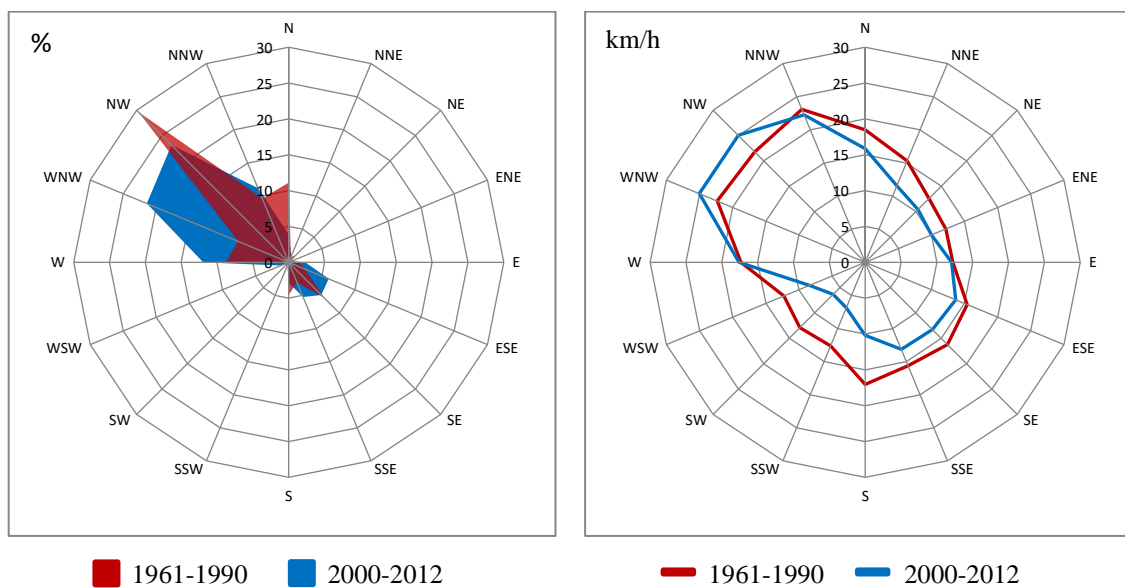 %
N
NNE
NE
ENE
E
ESE
SE
SSE
S
SSW
SW
WSW
W
WNW
NW
NNW
30
25
20
15
10
5
0
1961-1990
2000-2012
km/h
N
NNE
NE
ENE
E
ESE
SE
SSE
S
SSW
SW
WSW
W
WNW
NW
NNW
30
25
20
15
10
5
0
1961-1990
2000-2012